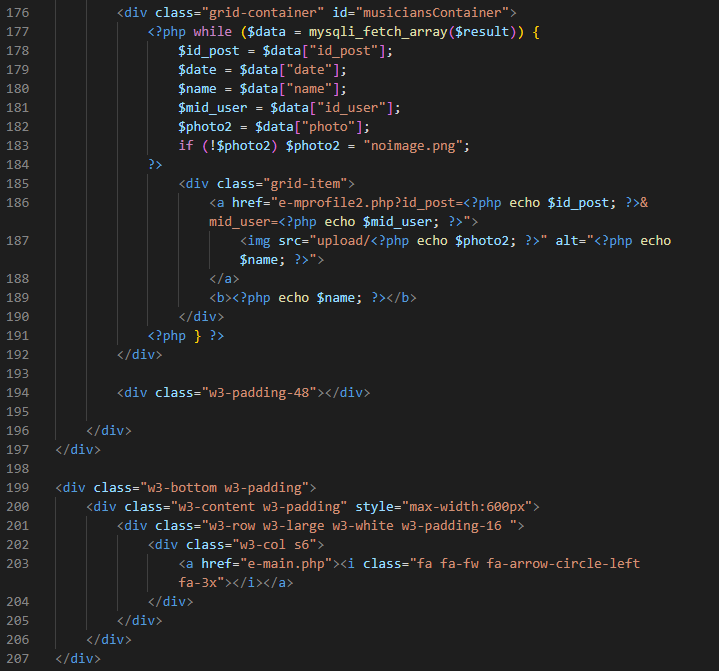 176 <div class="grid-container" id="musiciansContainer">
177 <?php while ($data = mysqli_fetch_array($result)) {
178 $id_post = $data["id_post"];
179 $date = $data["date"];
180 $name = $data["name"];
181 $mid_user = $data["id_user"];
182 $photo2 = $data["photo"];
183 if (!$photo2) $photo2 = "noimage.png";
184 ?>
185 <div class="grid-item">
186 <a href="e-mprofile2.php?id_post=<?php echo $id_post; ?>&
mid_user=<?php echo $mid_user; ?>">
187 <img src="upload/<?php echo $photo2; ?>" alt="<?php echo
$name; ?>">
188 </a>
189 <b><?php echo $name; ?></b>
190 </div>
191 <?php } ?>
192 </div>
193
194 <div class="w3-padding-48"></div>
195
196 </div>
197 </div>
198
199 <div class="w3-bottom w3-padding">
200 <div class="w3-content w3-padding" style="max-width:600px">
201 <div class="w3-row w3-large w3-white w3-padding-16 ">
202 <div class="w3-col s6">
203 <a href="e-main.php"><i class="fa fa-fw fa-arrow-circle-left
fa-3x"></i></a>
204 </div>
205 </div>
206 </div>
207 </div>